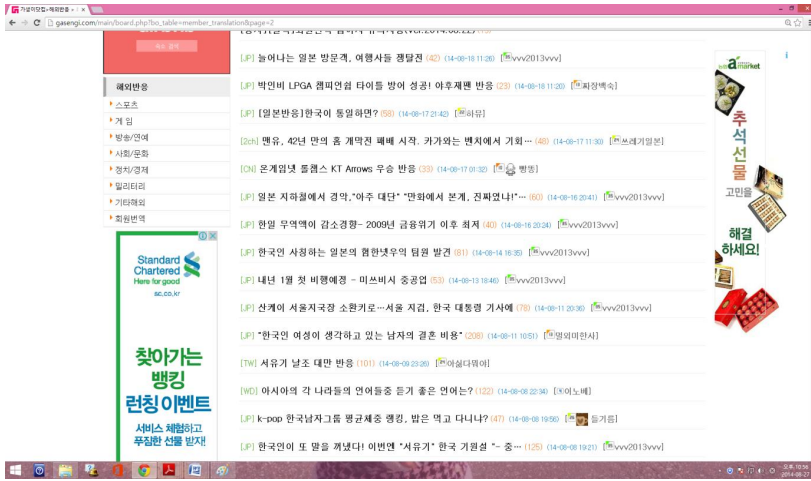 가생이닷컴>해외반응 >
gasengi.com/main/board.php?bo_table=member_translation&page=2
[JP] 늘어나는 일본 방문객, 여행사들 쟁탈전 (42) (14-08-18 11:26) [vvv2013vvv]
해외반응
[JP] 박인비 LPGA 챔피언쉽 타이틀 방어 성공! 야후재팬 반응 (23) (14-08-18 11:20) [짜장백숙]
스포츠
[JP] [일본반응]한국이 통일하면? (58) (14-08-17 21:42) [하뮤]
게임
방송/연예
[2ch] 맨유, 42년 만의 홈 개막전 패배 시작. 카가와는 벤치에서 기회… (48) (14-08-17 11:30) [쓰레기일본]
사회/문화
[CN] 온게임넷 롤챔스 KT Arrows 우승 반응 (33) (14-08-17 01:32) [빵뚱]
정치/경제
밀리터리
[JP] 일본 지하철에서 경악,"아주 대단" "만화에서 본게, 진짜였냐!"… (60) (14-08-16 20:41) [vvv2013vvv]
기타해외
회원번역
[JP] 한일 무역액이 감소경향- 2009년 금융위기 이후 최저 (40) (14-08-16 20:24) [vvv2013vvv]
[JP] 한국인 사칭하는 일본의 혐한넷우익 팀원 발견 (81) (14-08-14 16:35) [vvv2013vvv]
[JP] 내년 1월 첫 비행예정 - 미쓰비시 중공업 (53) (14-08-13 18:46) [vvv2013vvv]
[JP] 산케이 서울지국장 소환키로…서울 지검, 한국 대통령 기사에 (78) (14-08-11 20:36) [vvv2013vvv]
[JP] "한국인 여성이 생각하고 있는 남자의 결혼 비용" (208) (14-08-11 10:51) [멀외미한사]
[TW] 서유기 날조 대만 반응 (101) (14-08-09 23:26) [아싫다뭐야]
[WD] 아시아의 각 나라들의 언어들중 듣기 좋은 언어는? (122) (14-08-08 22:34) [이노베]
[JP] k-pop 한국남자그룹 평균체중 랭킹, 밥은 먹고 다니냐? (47) (14-08-08 19:56) [들기름]
[JP] 한국인이 또 말을 꺼냈다! 이번엔 "서유기" 한국 기원설 "- 중… (125) (14-08-08 19:21) [vvv2013vvv]
Standard
Chartered
Here for good
sc.co.kr
찾아가는
뱅킹
런칭 이벤트
서비스 체험하고
푸짐한 선물 받자!
a market
추석선물
고민을
해결
하세요!
오후 10:56
2014-08-27